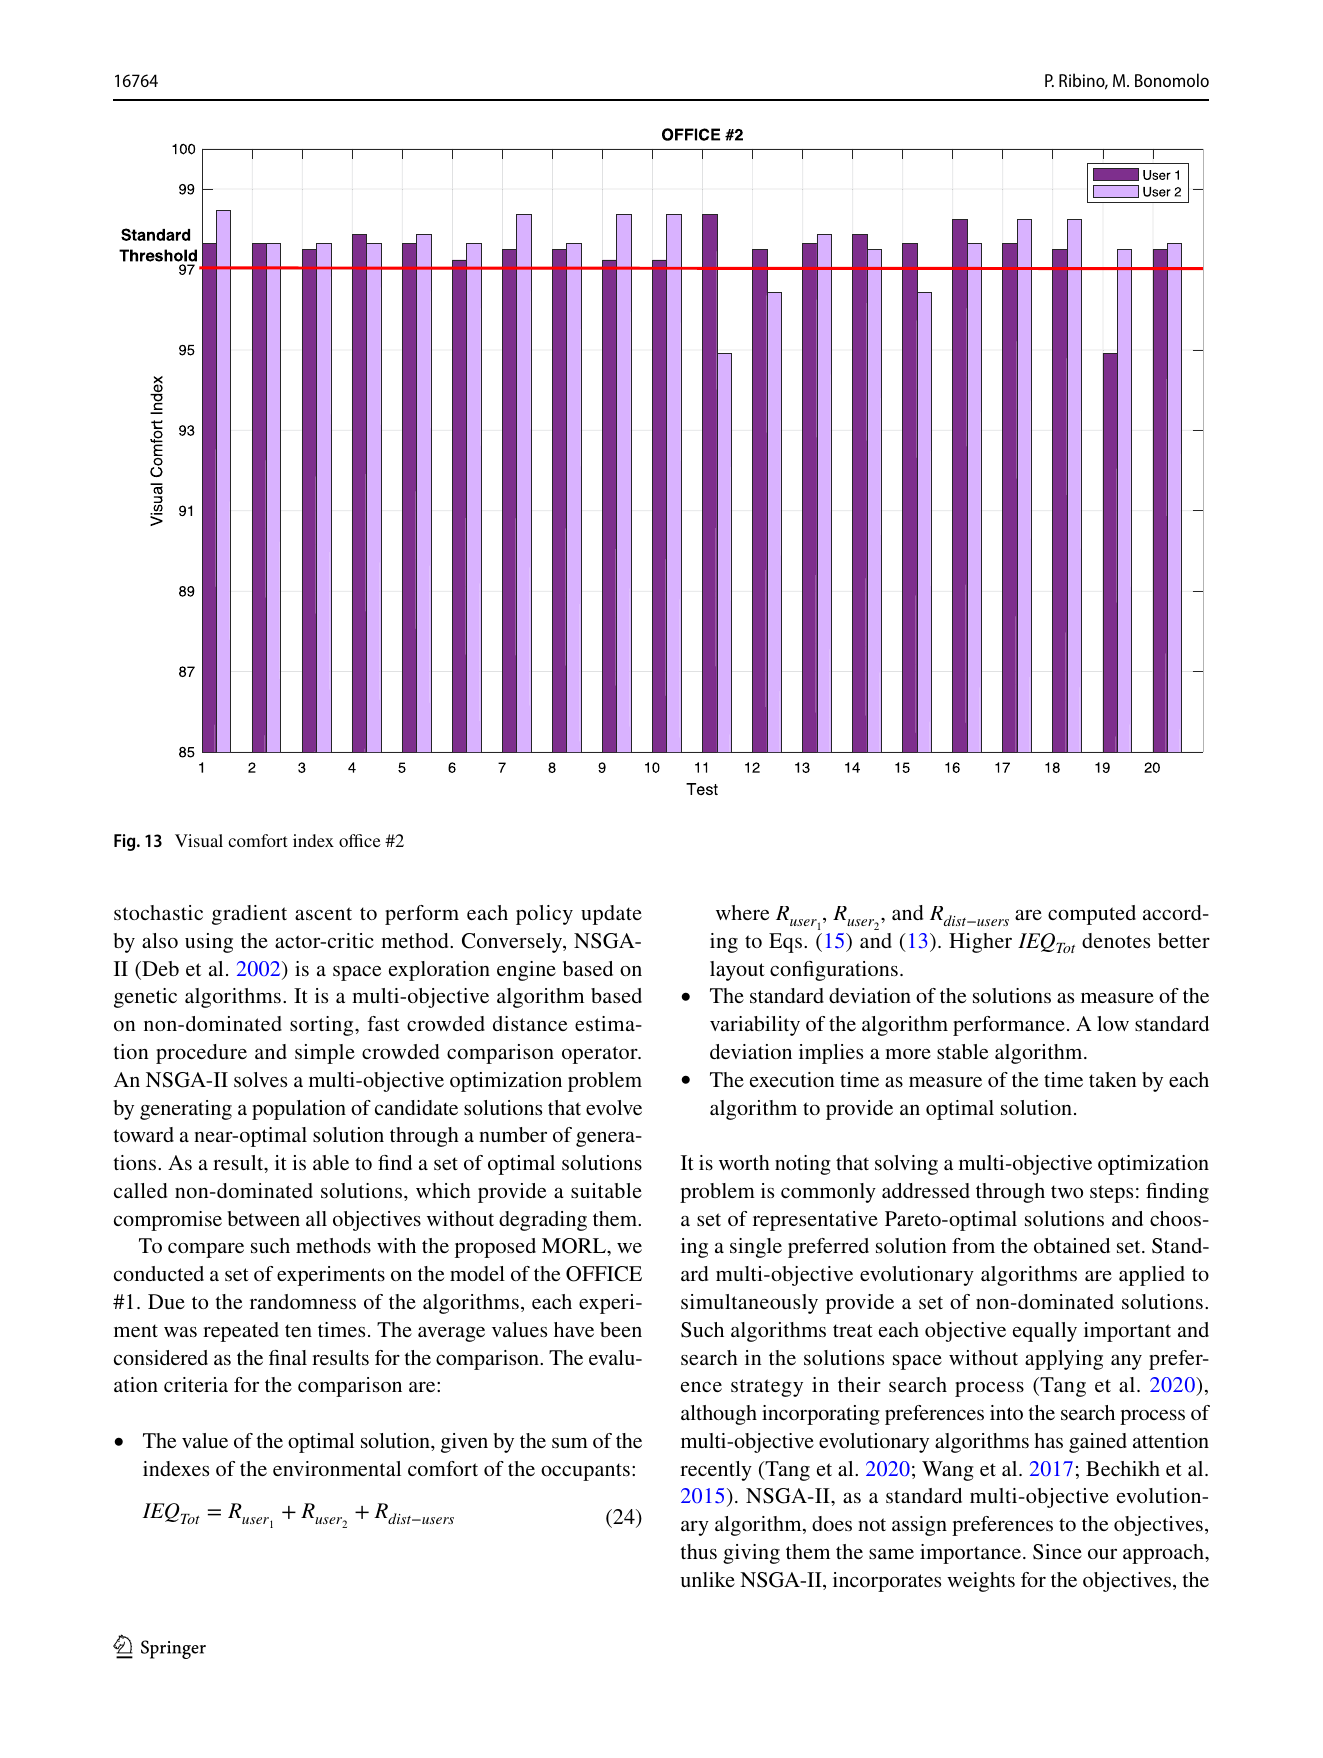 16764
P. Ribino, M. Bonomolo
OFFICE #2
100
99
Standard
Threshold
97
95
93
91
89
87
85
Visual Comfort Index
User 1
User 2
1 2 3 4 5 6 7 8 9 10 11 12 13 14 15 16 17 18 19 20
Test
Fig. 13 Visual comfort index office #2
stochastic gradient ascent to perform each policy update
by also using the actor-critic method. Conversely, NSGA-
II (Deb et al. 2002) is a space exploration engine based on
genetic algorithms. It is a multi-objective algorithm based
on non-dominated sorting, fast crowded distance estima-
tion procedure and simple crowded comparison operator.
An NSGA-II solves a multi-objective optimization problem
by generating a population of candidate solutions that evolve
toward a near-optimal solution through a number of genera-
tions. As a result, it is able to find a set of optimal solutions
called non-dominated solutions, which provide a suitable
compromise between all objectives without degrading them.
To compare such methods with the proposed MORL, we
conducted a set of experiments on the model of the OFFICE
#1. Due to the randomness of the algorithms, each experi-
ment was repeated ten times. The average values have been
considered as the final results for the comparison. The evalu-
ation criteria for the comparison are:
• The value of the optimal solution, given by the sum of the
indexes of the environmental comfort of the occupants:
IEQ_Tot = R_user_1 + R_user_2 + R_dist−users (24)
where R_user_1, R_user_2, and R_dist−users are computed accord-
ing to Eqs. (15) and (13). Higher IEQ_Tot denotes better
layout configurations.
• The standard deviation of the solutions as measure of the
variability of the algorithm performance. A low standard
deviation implies a more stable algorithm.
• The execution time as measure of the time taken by each
algorithm to provide an optimal solution.
It is worth noting that solving a multi-objective optimization
problem is commonly addressed through two steps: finding
a set of representative Pareto-optimal solutions and choos-
ing a single preferred solution from the obtained set. Stand-
ard multi-objective evolutionary algorithms are applied to
simultaneously provide a set of non-dominated solutions.
Such algorithms treat each objective equally important and
search in the solutions space without applying any prefer-
ence strategy in their search process (Tang et al. 2020),
although incorporating preferences into the search process of
multi-objective evolutionary algorithms has gained attention
recently (Tang et al. 2020; Wang et al. 2017; Bechikh et al.
2015). NSGA-II, as a standard multi-objective evolution-
ary algorithm, does not assign preferences to the objectives,
thus giving them the same importance. Since our approach,
unlike NSGA-II, incorporates weights for the objectives, the
Springer